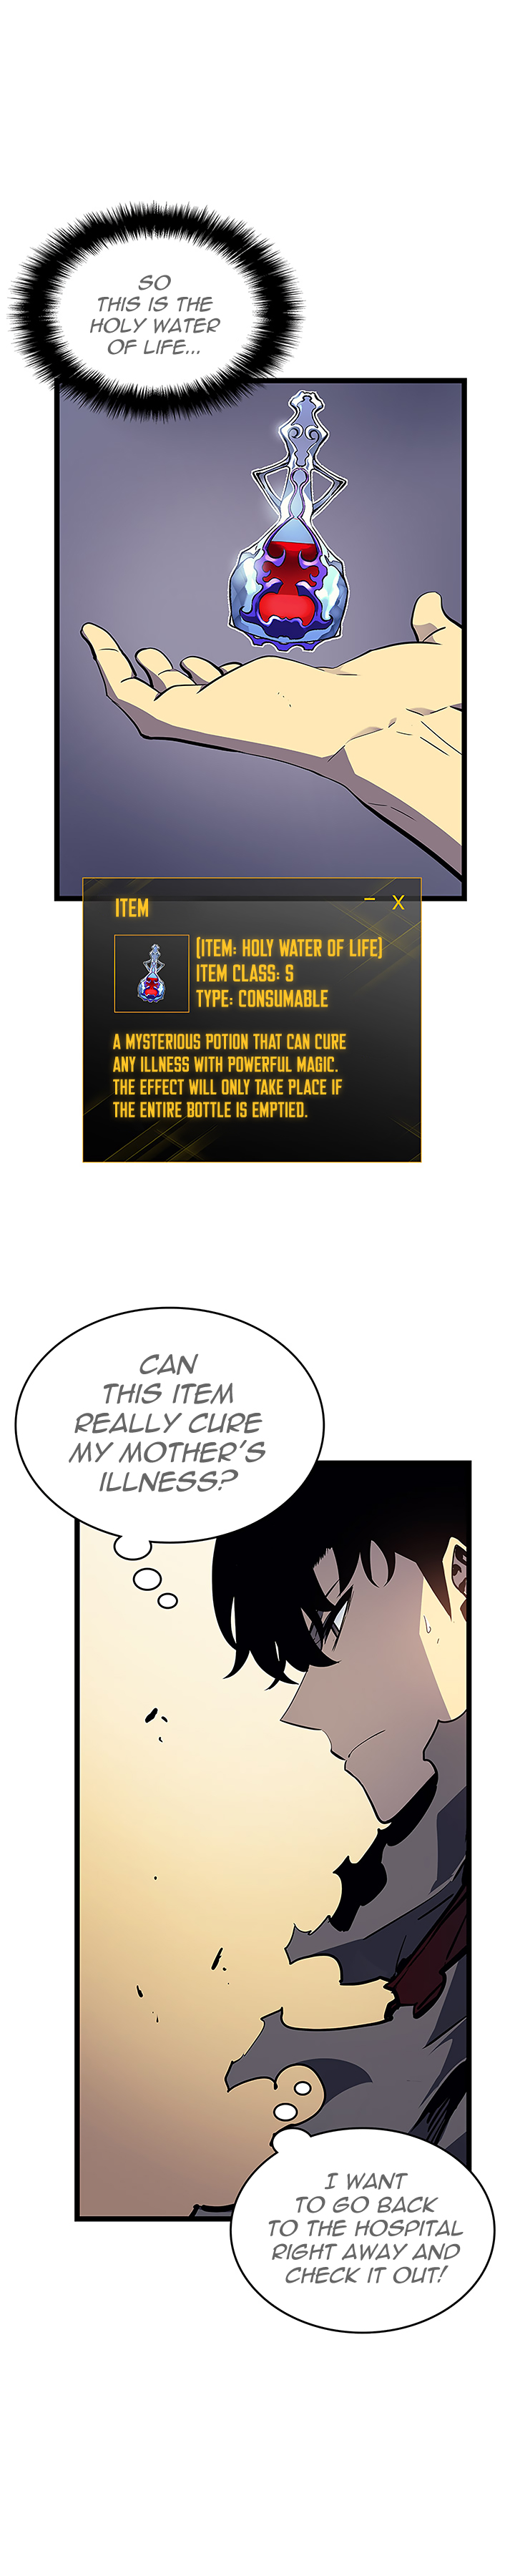 SO
THIS IS THE
HOLY WATER
OF LIFE...
ITEM
– X
[ITEM: HOLY WATER OF LIFE]
ITEM CLASS: S
TYPE: CONSUMABLE
A MYSTERIOUS POTION THAT CAN CURE
ANY ILLNESS WITH POWERFUL MAGIC.
THE EFFECT WILL ONLY TAKE PLACE IF
THE ENTIRE BOTTLE IS EMPTIED.
CAN
THIS ITEM
REALLY CURE
MY MOTHER'S
ILLNESS?
I WANT
TO GO BACK
TO THE HOSPITAL
RIGHT AWAY AND
CHECK IT OUT!